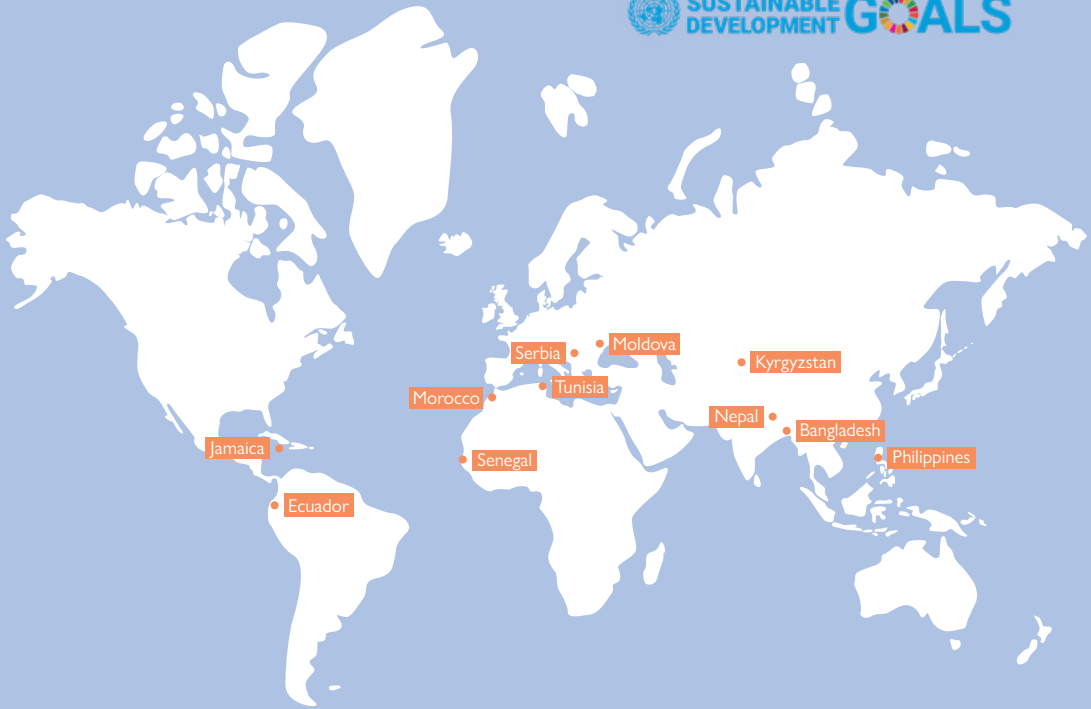 SUSTAINABLE
DEVELOPMENT GOALS
Moldova
Serbia
Kyrgyzstan
Tunisia
Morocco
Nepal
Bangladesh
Jamaica
Philippines
Senegal
Ecuador